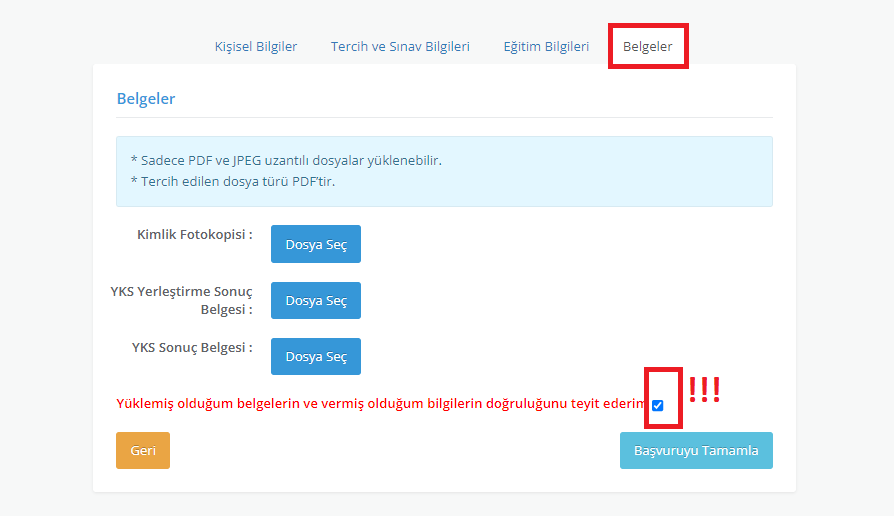 Kişisel Bilgiler Tercih ve Sınav Bilgileri Eğitim Bilgileri Belgeler
Belgeler
* Sadece PDF ve JPEG uzantılı dosyalar yüklenebilir.
* Tercih edilen dosya türü PDF'tir.
Kimlik Fotokopisi : Dosya Seç
YKS Yerleştirme Sonuç
Belgesi : Dosya Seç
YKS Sonuç Belgesi : Dosya Seç
Yüklemiş olduğum belgelerin ve vermiş olduğum bilgilerin doğruluğunu teyit ederim !!!
Geri Başvuruyu Tamamla